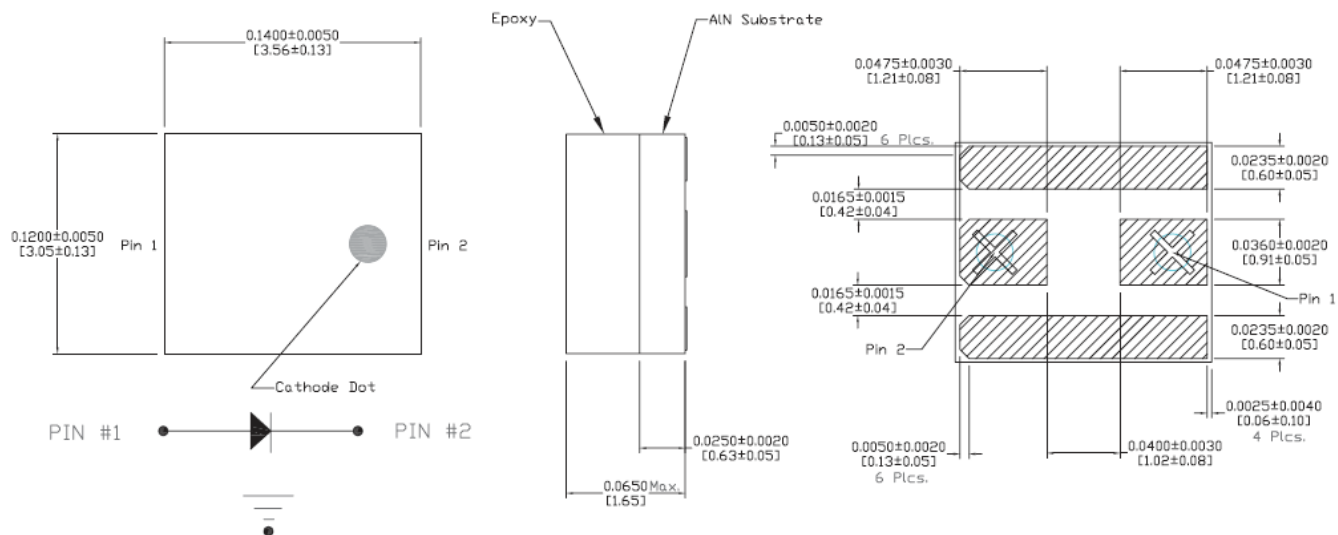 Epoxy
AlN Substrate
0.1400±0.0050
[3.56±0.13]
0.1200±0.0050
[3.05±0.13]
Pin 1
Pin 2
Cathode Dot
PIN #1
PIN #2
0.0250±0.0020
[0.63±0.05]
0.0650 Max.
[1.65]
0.0475±0.0030
[1.21±0.08]
0.0475±0.0030
[1.21±0.08]
0.0050±0.0020
[0.13±0.05] 6 Plcs.
0.0235±0.0020
[0.60±0.05]
0.0165±0.0015
[0.42±0.04]
0.0360±0.0020
[0.91±0.05]
0.0165±0.0015
[0.42±0.04]
Pin 1
Pin 2
0.0235±0.0020
[0.60±0.05]
0.0025±0.0040
[0.06±0.10]
4 Plcs.
0.0050±0.0020
[0.13±0.05]
6 Plcs.
0.0400±0.0030
[1.02±0.08]